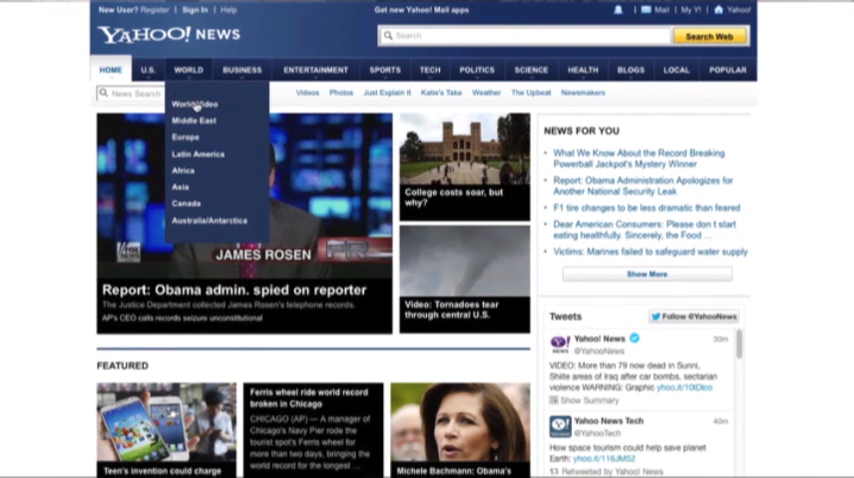 New User? Register | Sign In | Help
Get new Yahoo! Mail apps
Mail | My Y! | Yahoo!
YAHOO! NEWS
Search
Search Web
HOME U.S. WORLD BUSINESS ENTERTAINMENT SPORTS TECH POLITICS SCIENCE HEALTH BLOGS LOCAL POPULAR
News Search
Videos Photos Just Explain It Katie's Take Weather The Upbeat Newsmakers
World Video
Middle East
Europe
Latin America
Africa
Asia
Canada
Australia/Antarctica
FOX
NEWS
JAMES ROSEN
Report: Obama admin. spied on reporter
The Justice Department collected James Rosen's telephone records.
AP's CEO calls records seizure unconstitutional
College costs soar, but
why?
Video: Tornadoes tear
through central U.S.
NEWS FOR YOU
What We Know About the Record Breaking
Powerball Jackpot's Mystery Winner
Report: Obama Administration Apologizes for
Another National Security Leak
F1 tire changes to be less dramatic than feared
Dear American Consumers: Please don t start
eating healthfully. Sincerely, the Food ...
Victims: Marines failed to safeguard water supply
Show More
Tweets
Follow @YahooNews
Yahoo! News
30m
@YahooNews
VIDEO: More than 79 now dead in Sunni,
Shiite areas of Iraq after car bombs, sectarian
violence WARNING: Graphic yhoo.it/10IDIco
Show Summary
Yahoo News Tech
40m
@YahooTech
How space tourism could help save planet
Earth: yhoo.it/116JM52
Retweeted by Yahoo! News
FEATURED
Teen's invention could charge
Ferris wheel ride world record
broken in Chicago
CHICAGO (AP) — A manager of
Chicago's Navy Pier rode the
tourist spot's Ferris wheel for
more than two days, bringing the
world record for the longest ...
Michele Bachmann: Obama's